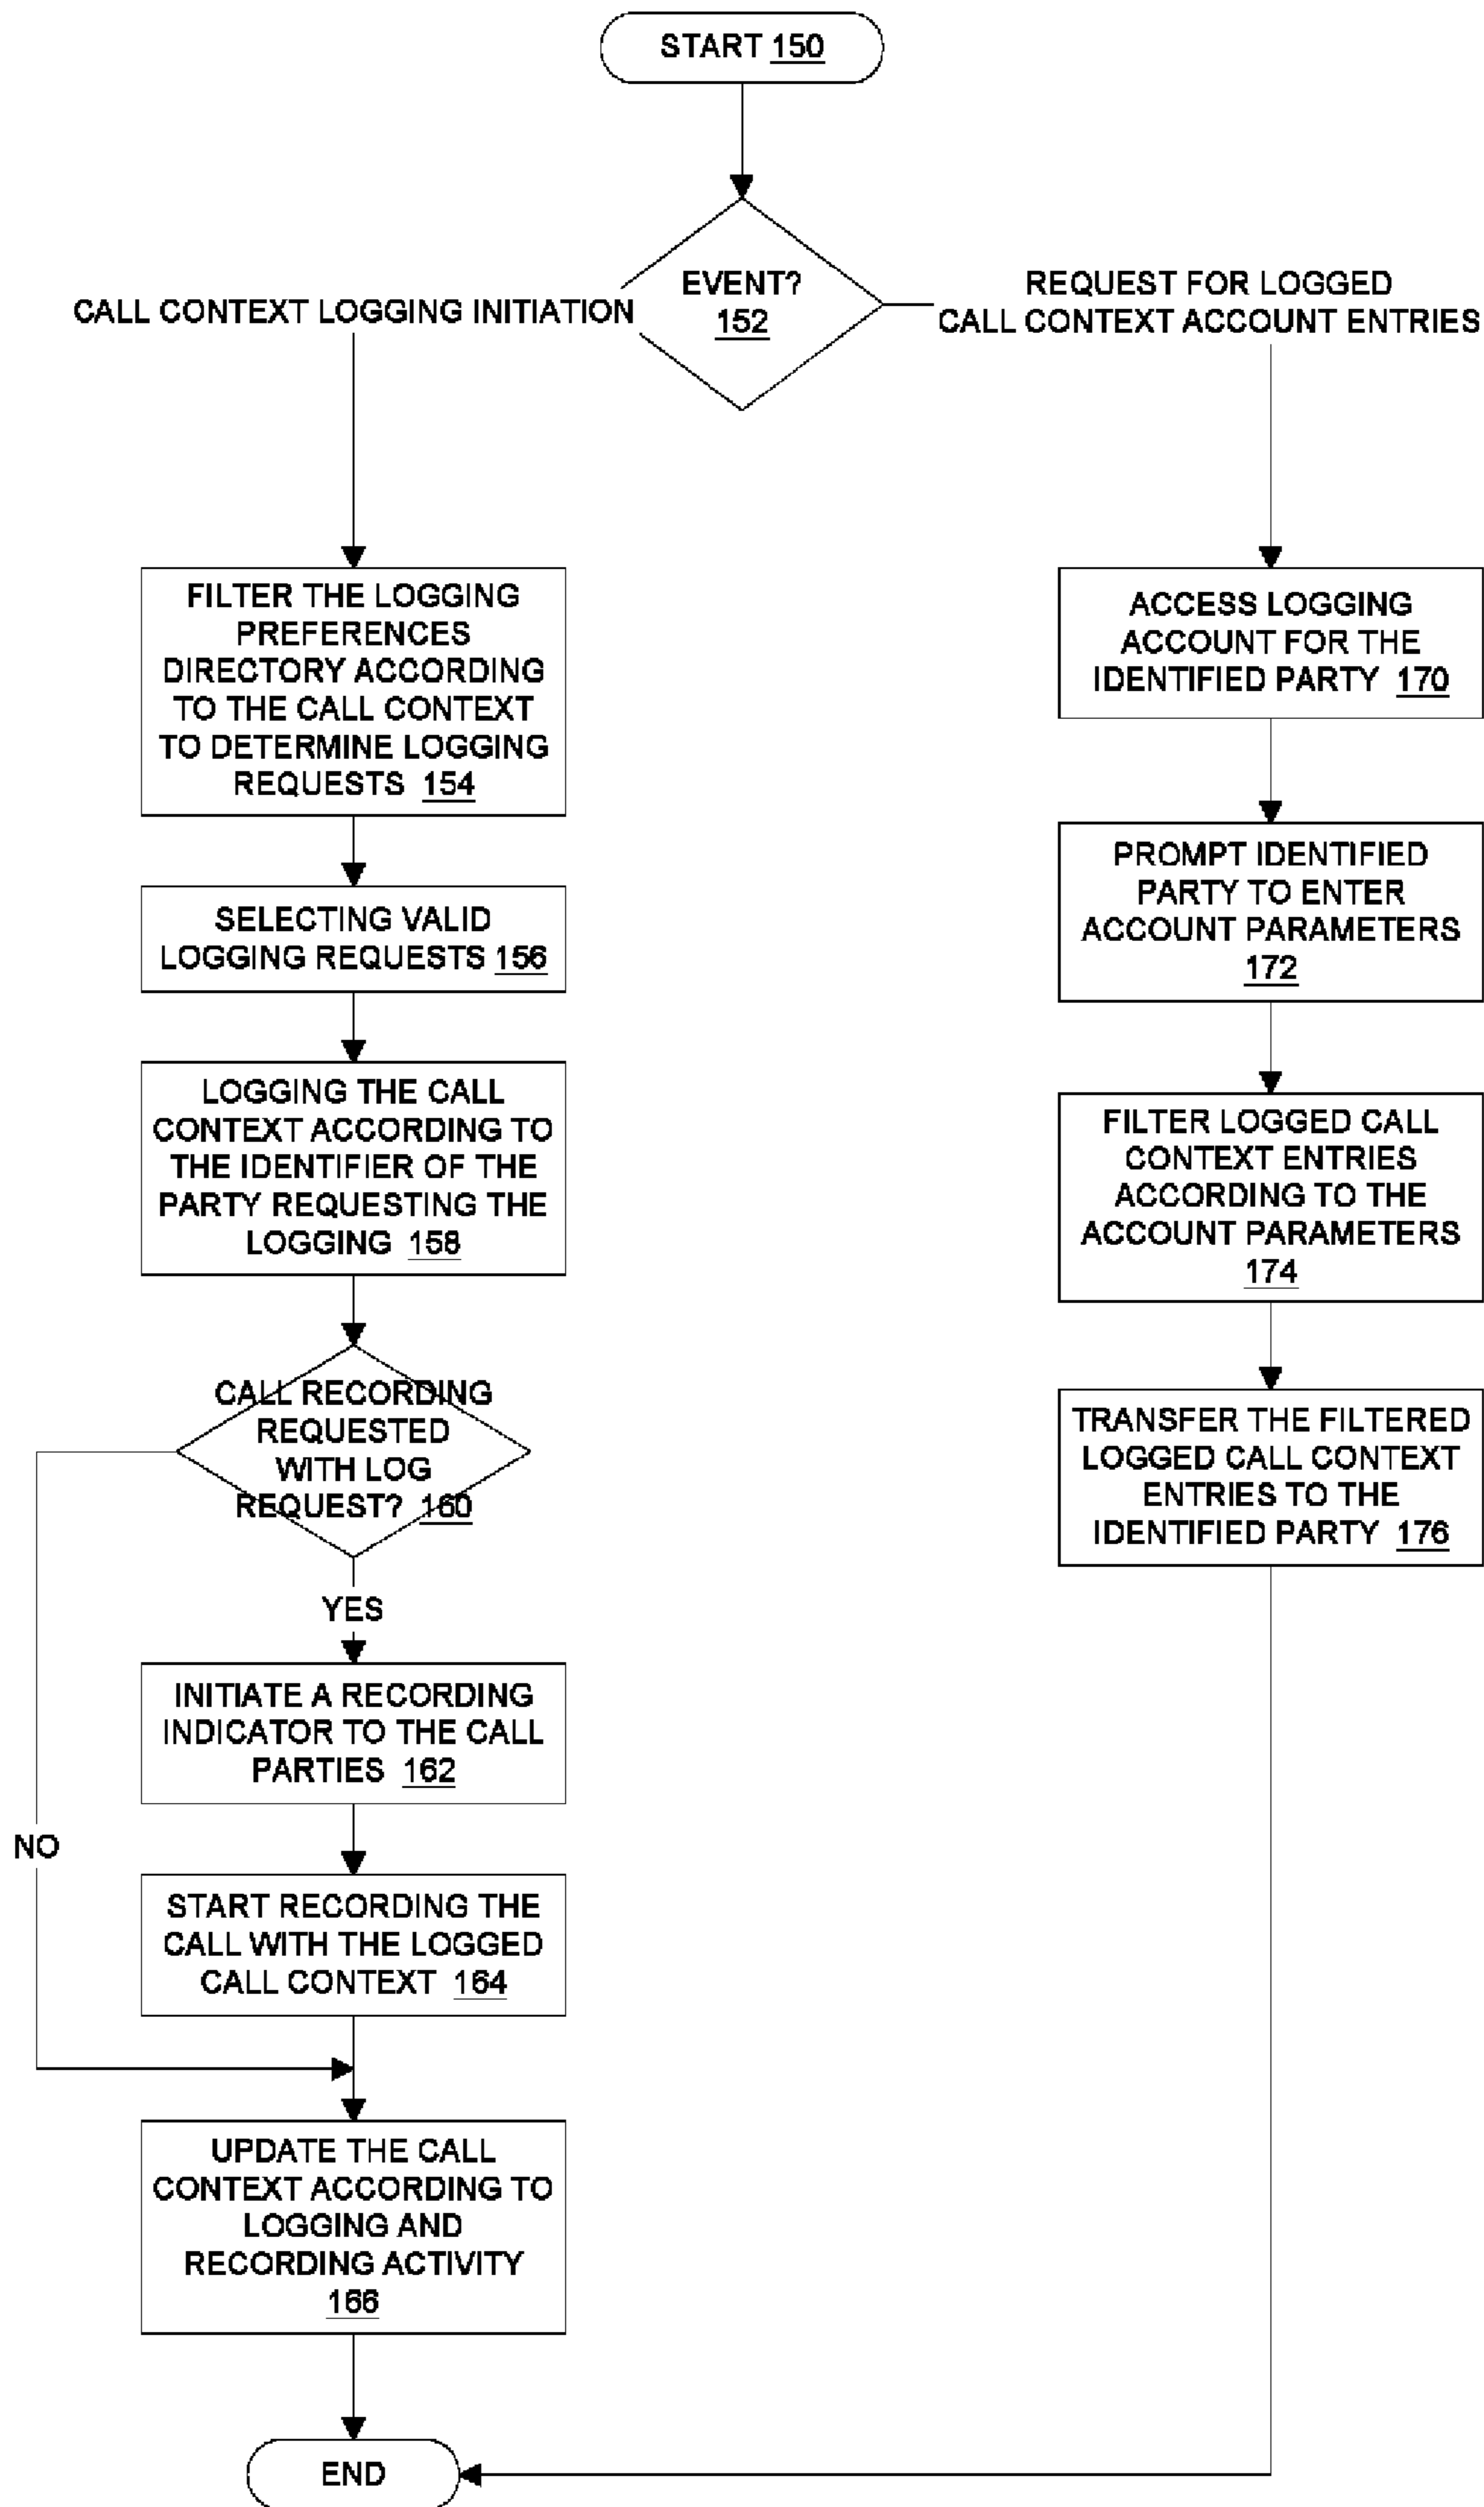 START 150
EVENT?
152
CALL CONTEXT LOGGING INITIATION
REQUEST FOR LOGGED
CALL CONTEXT ACCOUNT ENTRIES
FILTER THE LOGGING
PREFERENCES
DIRECTORY ACCORDING
TO THE CALL CONTEXT
TO DETERMINE LOGGING
REQUESTS 154
SELECTING VALID
LOGGING REQUESTS 156
LOGGING THE CALL
CONTEXT ACCORDING TO
THE IDENTIFIER OF THE
PARTY REQUESTING THE
LOGGING 158
CALL RECORDING
REQUESTED
WITH LOG
REQUEST? 160
YES
NO
INITIATE A RECORDING
INDICATOR TO THE CALL
PARTIES 162
START RECORDING THE
CALL WITH THE LOGGED
CALL CONTEXT 164
UPDATE THE CALL
CONTEXT ACCORDING TO
LOGGING AND
RECORDING ACTIVITY
166
ACCESS LOGGING
ACCOUNT FOR THE
IDENTIFIED PARTY 170
PROMPT IDENTIFIED
PARTY TO ENTER
ACCOUNT PARAMETERS
172
FILTER LOGGED CALL
CONTEXT ENTRIES
ACCORDING TO THE
ACCOUNT PARAMETERS
174
TRANSFER THE FILTERED
LOGGED CALL CONTEXT
ENTRIES TO THE
IDENTIFIED PARTY 176
END